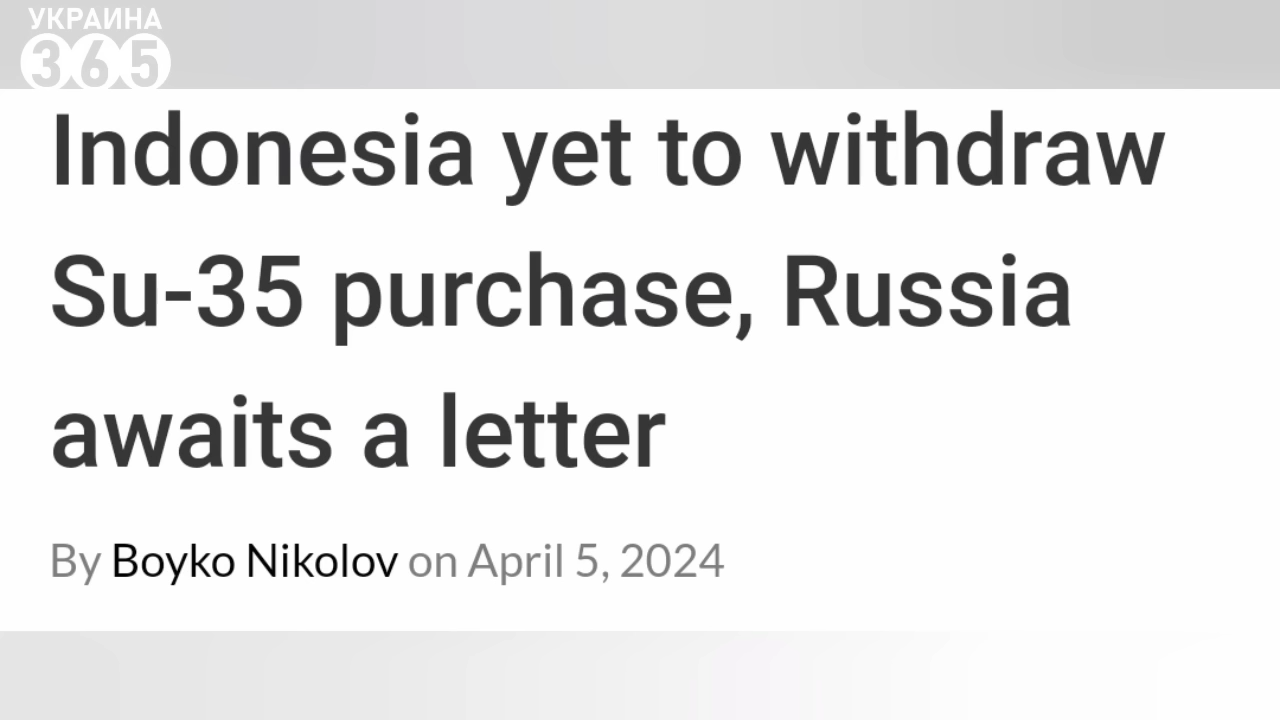 УКРАИНА
365
Indonesia yet to withdraw
Su-35 purchase, Russia
awaits a letter
By Boyko Nikolov on April 5, 2024